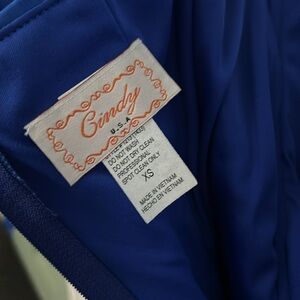 Cindy
U.S.A
DO NOT WASH
DO NOT DRY CLEAN
PROFESSIONAL
SPOT CLEAN ONLY
XS
MADE IN VIETNAM
HECHO EN VIETNAM